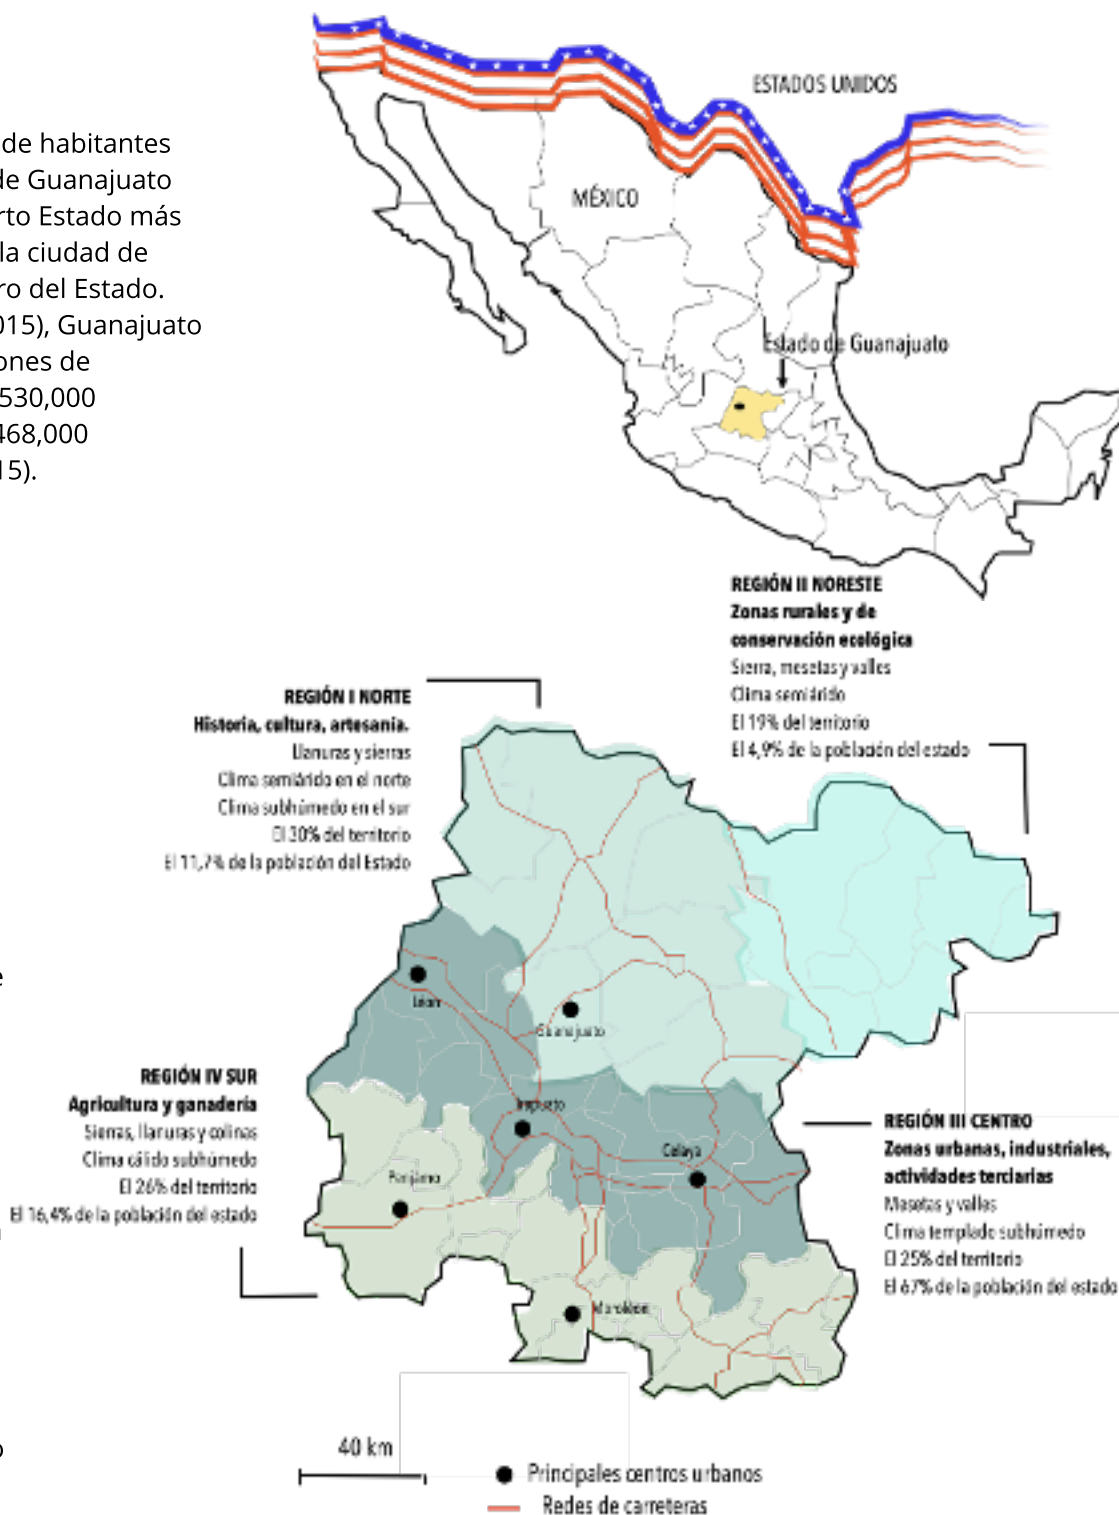 ESTADOS UNIDOS
de habitantes
de Guanajuato
rto Estado más
la ciudad de
ro del Estado.
015), Guanajuato
ones de
530,000
468,000
15).
MÉXICO
Estado de Guanajuato
REGIÓN II NORESTE
Zonas rurales y de
conservación ecológica
Sierra, mesetas y valles
Clima semiárido
El 19% del territorio
El 4,9% de la población del estado
REGIÓN I NORTE
Historia, cultura, artesanía.
Llanuras y sierras
Clima semiárido en el norte
Clima subhúmedo en el sur
El 30% del territorio
El 11,7% de la población del Estado
e
León
Guanajuato
Irapuato
Celaya
Penjamo
Moroleon
REGIÓN IV SUR
Agricultura y ganadería
Sierras, llanuras y colinas
Clima cálido subhúmedo
El 26% del territorio
El 16,4% de la población del estado
REGIÓN III CENTRO
Zonas urbanas, industriales,
actividades terciarias
Mesetas y valles
Clima templado subhúmedo
El 25% del territorio
El 67% de la población del estado
40 km
Principales centros urbanos
Redes de carreteras